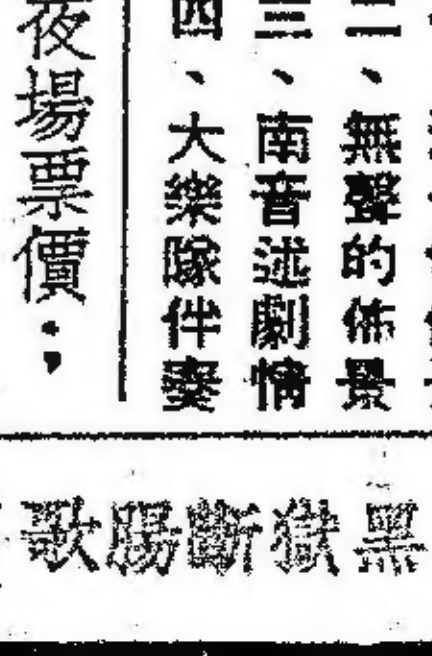 二、無聲的佈景
三、南音述劇情
四、大樂隊伴奏
夜場票價：
黑獄斷腸歌